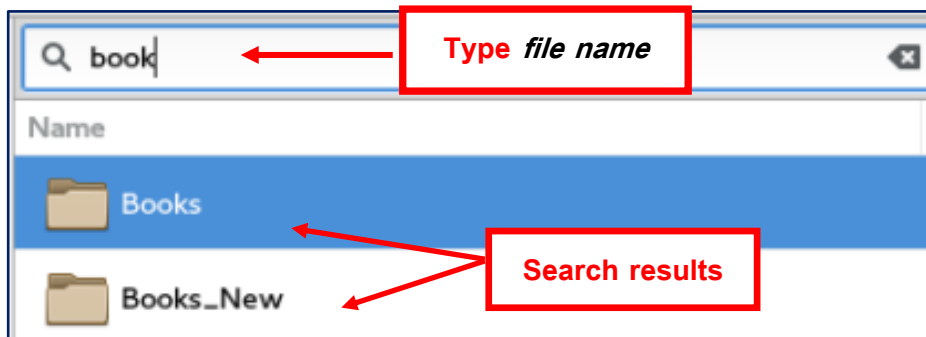 book
Type file name
Name
Books
Search results
Books_New